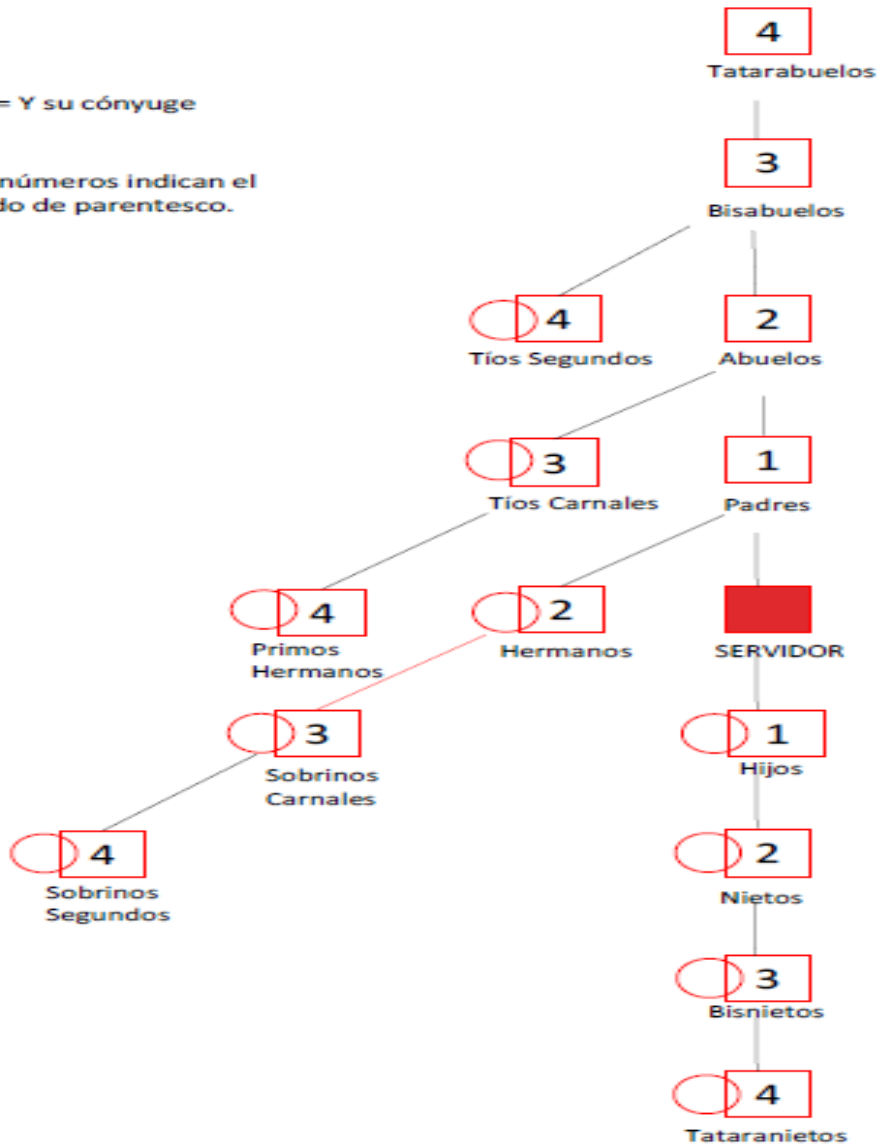 4
Tatarabuelos
= Y su cónyuge
3
números indican el
do de parentesco.
Bisabuelos
4
2
Tíos Segundos
Abuelos
3
1
Tíos Carnales
Padres
4
2
Primos
Hermanos
Hermanos
SERVIDOR
3
1
Sobrinos
Carnales
Hijos
4
2
Sobrinos
Segundos
Nietos
3
Bisnietos
4
Tataranietos